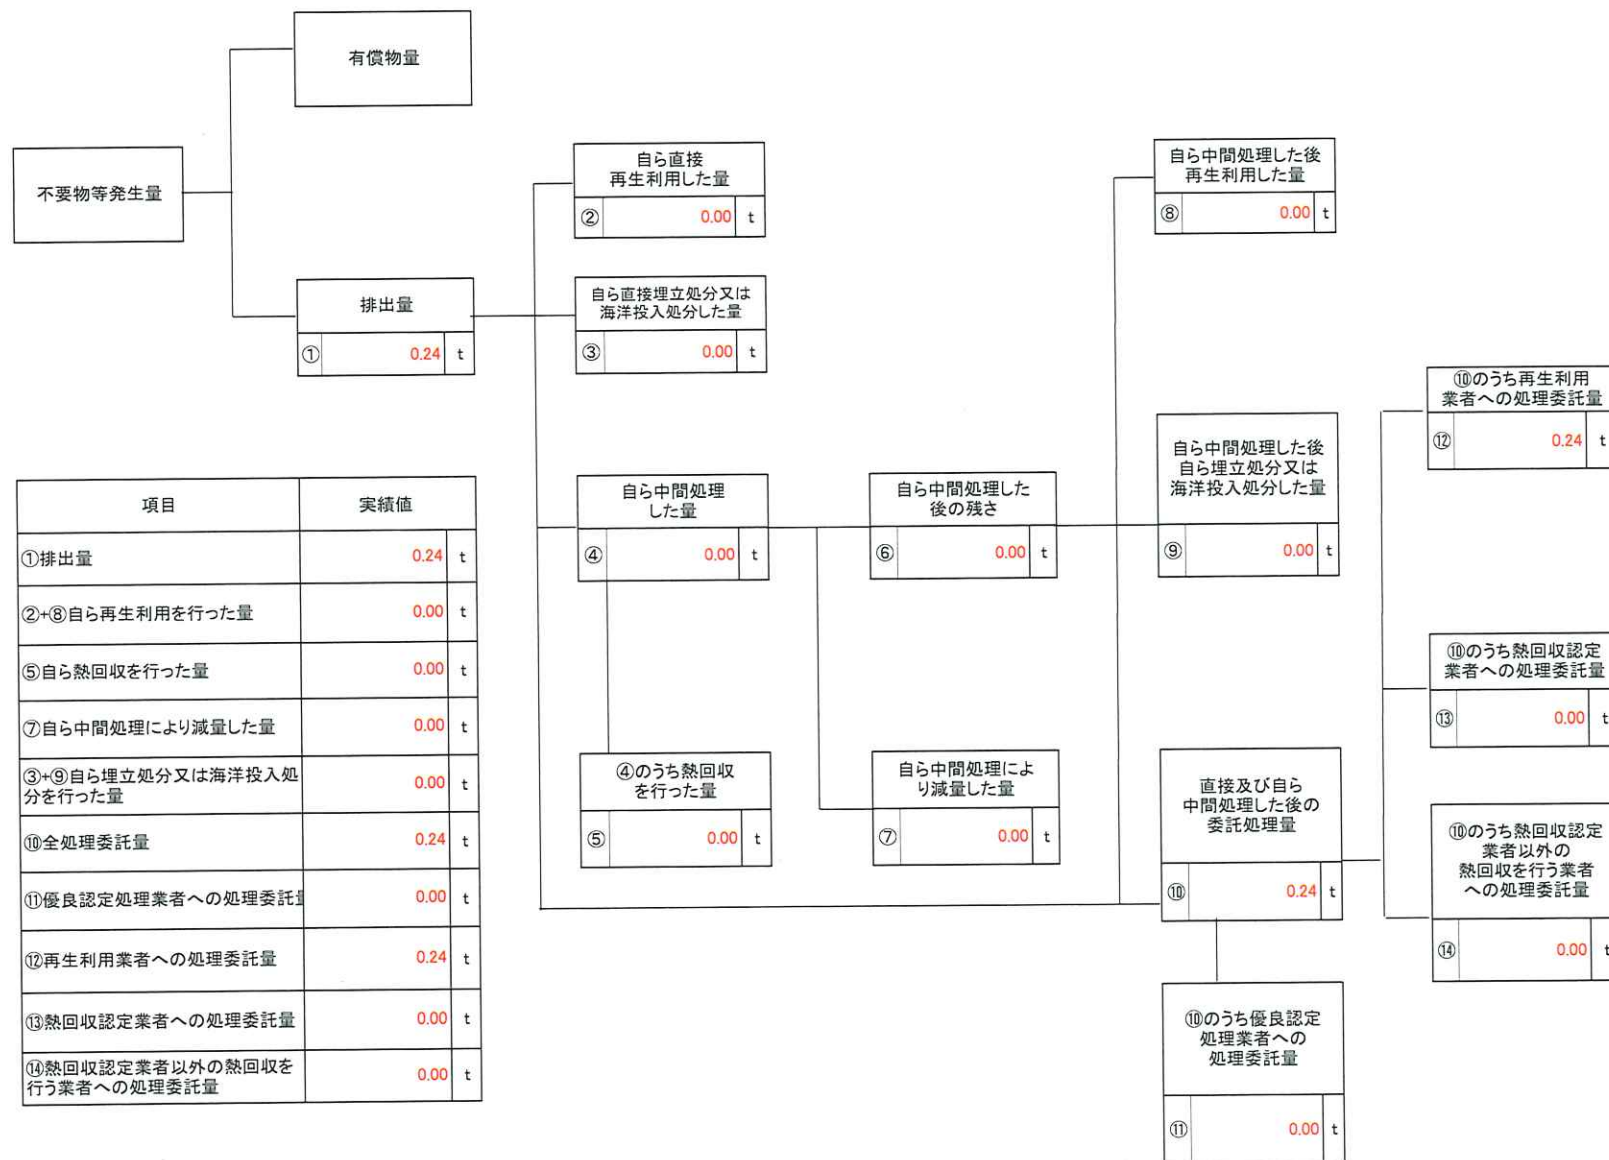 有償物量
不要物等発生量
排出量
① 0.24 t
自ら直接
再生利用した量
② 0.00 t
自ら直接埋立処分又は
海洋投入処分した量
③ 0.00 t
自ら中間処理
した量
④ 0.00 t
④のうち熱回収
を行った量
⑤ 0.00 t
自ら中間処理した
後の残さ
⑥ 0.00 t
自ら中間処理によ
り減量した量
⑦ 0.00 t
自ら中間処理した後
再生利用した量
⑧ 0.00 t
自ら中間処理した後
自ら埋立処分又は
海洋投入処分した量
⑨ 0.00 t
直接及び自ら
中間処理した後の
委託処理量
⑩ 0.24 t
⑩のうち優良認定
処理業者への
処理委託量
⑪ 0.00 t
⑩のうち再生利用
業者への処理委託量
⑫ 0.24 t
⑩のうち熱回収認定
業者への処理委託量
⑬ 0.00 t
⑩のうち熱回収認定
業者以外の
熱回収を行う業者
への処理委託量
⑭ 0.00 t
項目 実績値
①排出量 0.24 t
②+⑧自ら再生利用を行った量 0.00 t
⑤自ら熱回収を行った量 0.00 t
⑦自ら中間処理により減量した量 0.00 t
③+⑨自ら埋立処分又は海洋投入処
分を行った量 0.00 t
⑩全処理委託量 0.24 t
⑪優良認定処理業者への処理委託量 0.00 t
⑫再生利用業者への処理委託量 0.24 t
⑬熱回収認定業者への処理委託量 0.00 t
⑭熱回収認定業者以外の熱回収を
行う業者への処理委託量 0.00 t